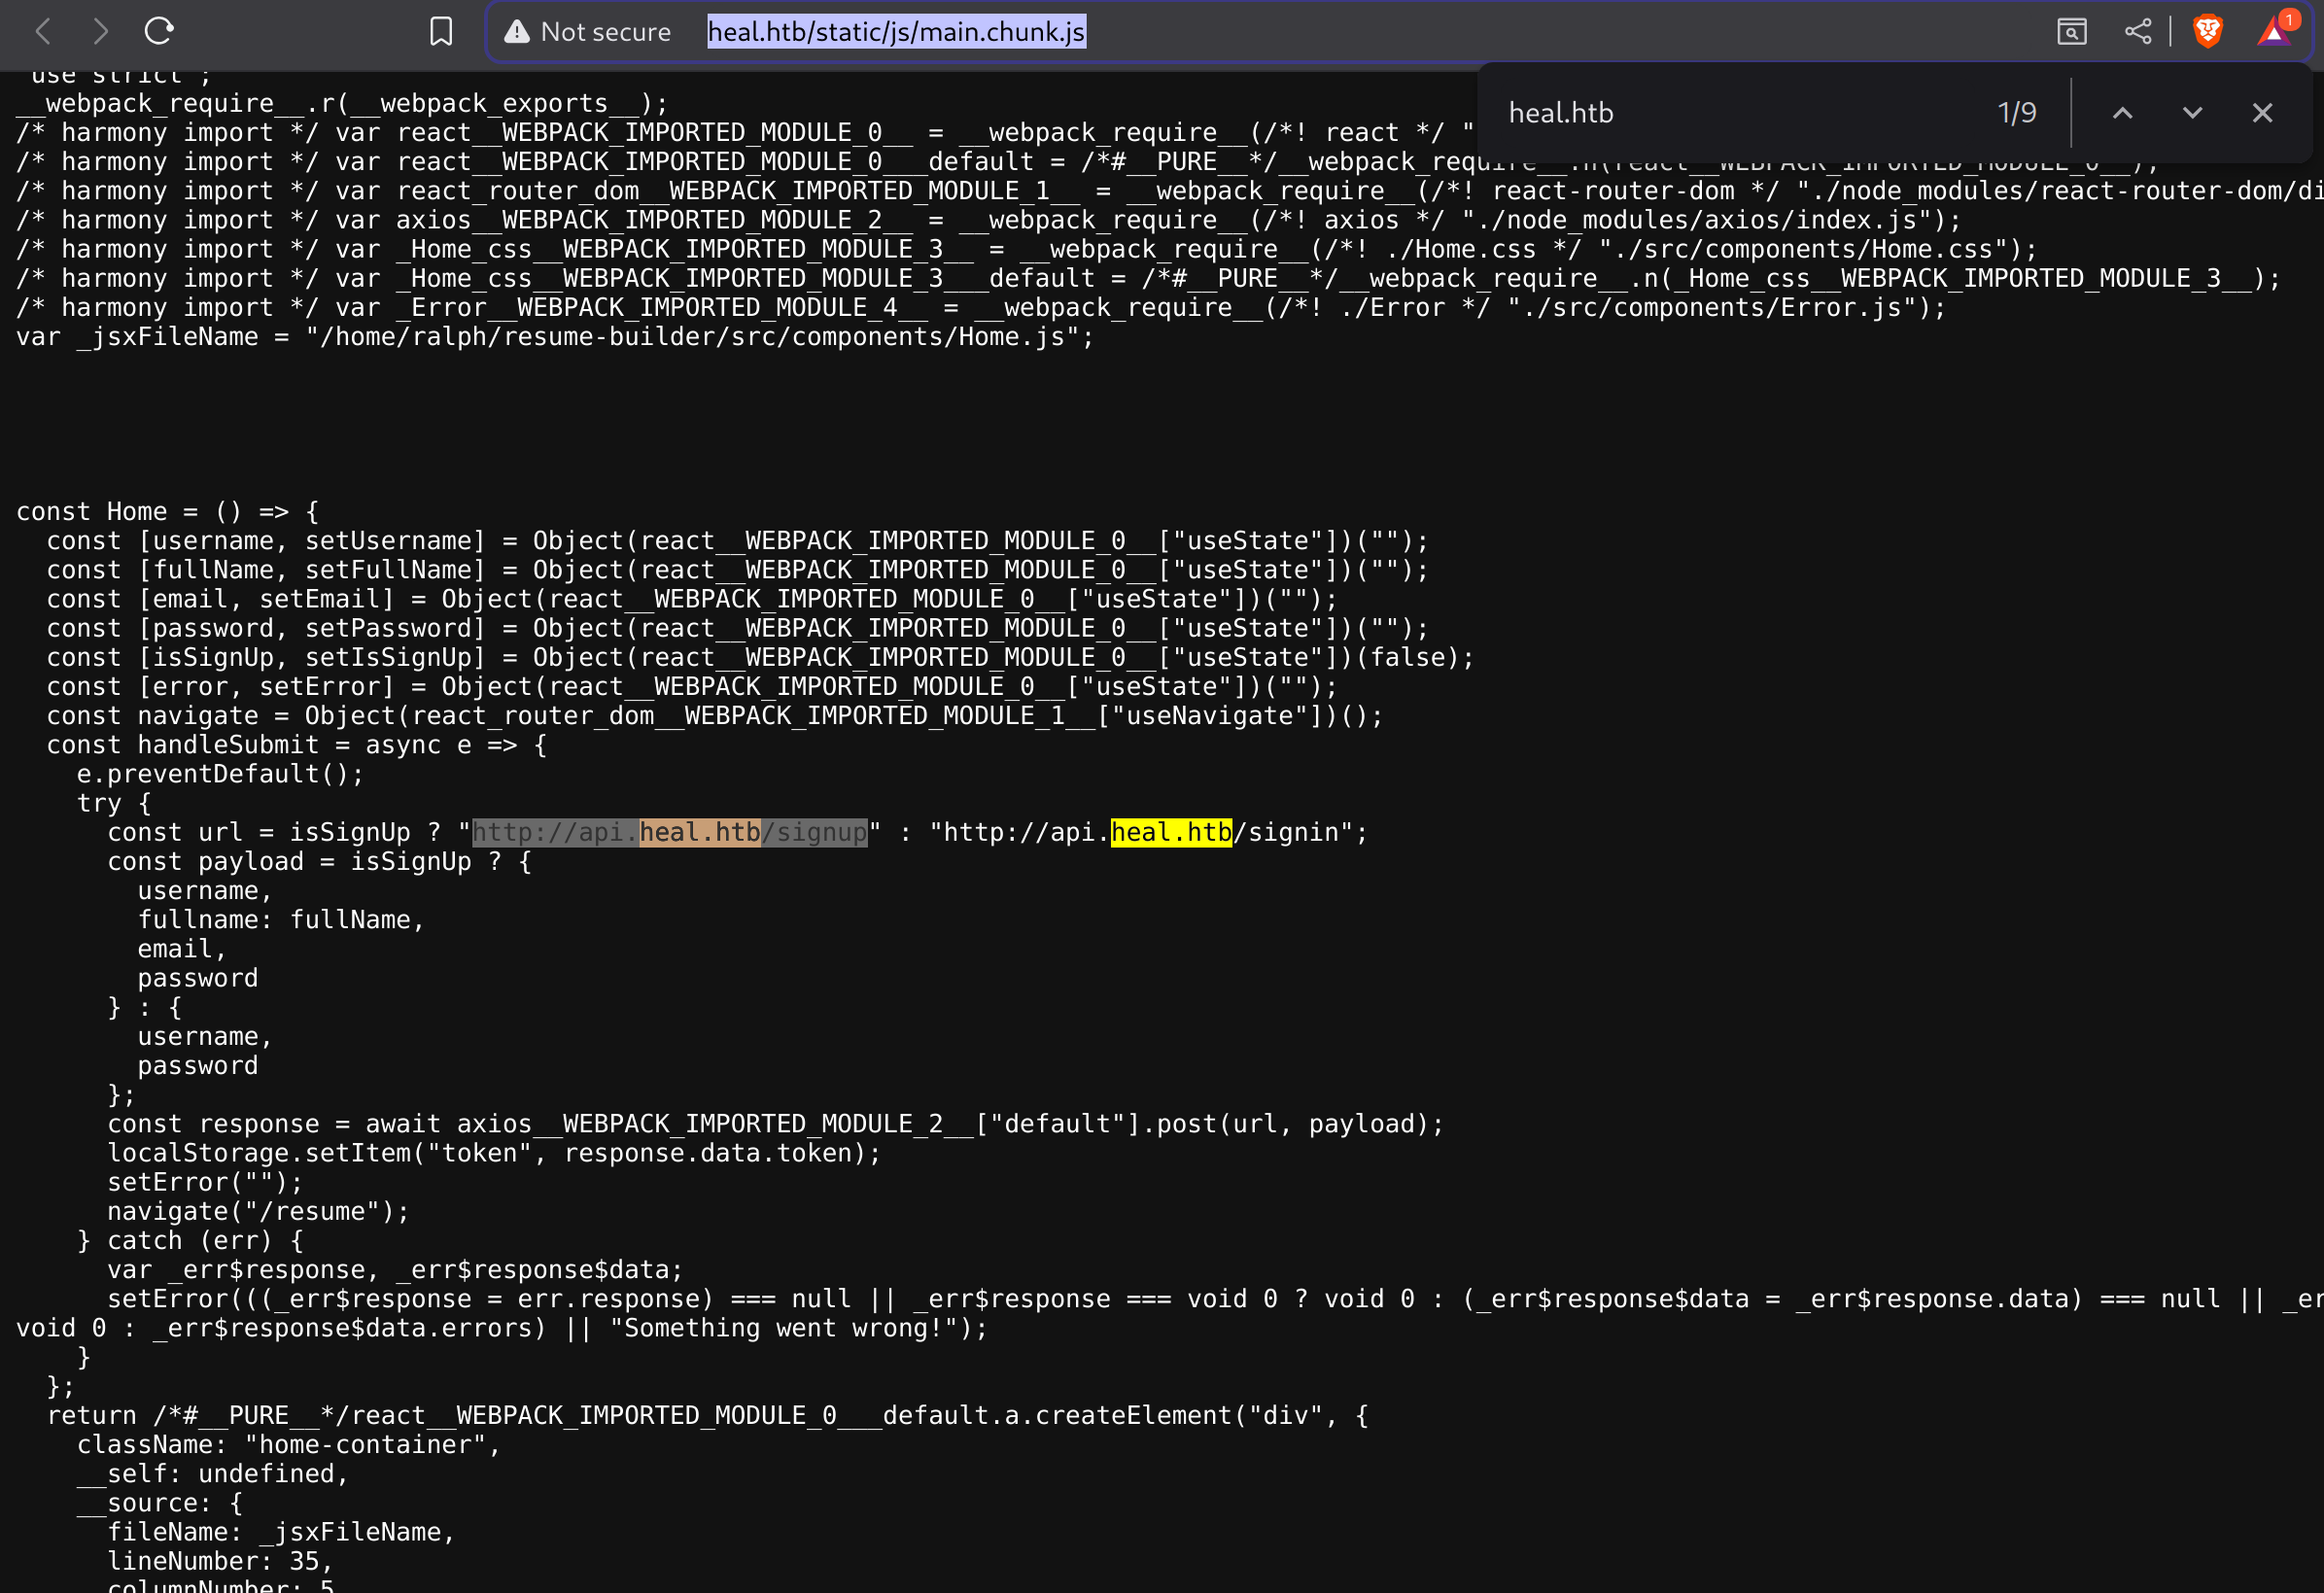 Not secure heal.htb/static/js/main.chunk.js 1
heal.htb 1/9
use strict ;
__webpack_require__.r(__webpack_exports__);
/* harmony import */ var react__WEBPACK_IMPORTED_MODULE_0__ = __webpack_require__(/*! react */ "
/* harmony import */ var react__WEBPACK_IMPORTED_MODULE_0___default = /*#__PURE__*/__webpack_require__.n(react__WEBPACK_IMPORTED_MODULE_0__);
/* harmony import */ var react_router_dom__WEBPACK_IMPORTED_MODULE_1__ = __webpack_require__(/*! react-router-dom */ "./node_modules/react-router-dom/di
/* harmony import */ var axios__WEBPACK_IMPORTED_MODULE_2__ = __webpack_require__(/*! axios */ "./node_modules/axios/index.js");
/* harmony import */ var _Home_css__WEBPACK_IMPORTED_MODULE_3__ = __webpack_require__(/*! ./Home.css */ "./src/components/Home.css");
/* harmony import */ var _Home_css__WEBPACK_IMPORTED_MODULE_3___default = /*#__PURE__*/__webpack_require__.n(_Home_css__WEBPACK_IMPORTED_MODULE_3__);
/* harmony import */ var _Error__WEBPACK_IMPORTED_MODULE_4__ = __webpack_require__(/*! ./Error */ "./src/components/Error.js");
var _jsxFileName = "/home/ralph/resume-builder/src/components/Home.js";
const Home = () => {
  const [username, setUsername] = Object(react__WEBPACK_IMPORTED_MODULE_0__["useState"])("");
  const [fullName, setFullName] = Object(react__WEBPACK_IMPORTED_MODULE_0__["useState"])("");
  const [email, setEmail] = Object(react__WEBPACK_IMPORTED_MODULE_0__["useState"])("");
  const [password, setPassword] = Object(react__WEBPACK_IMPORTED_MODULE_0__["useState"])("");
  const [isSignUp, setIsSignUp] = Object(react__WEBPACK_IMPORTED_MODULE_0__["useState"])(false);
  const [error, setError] = Object(react__WEBPACK_IMPORTED_MODULE_0__["useState"])("");
  const navigate = Object(react_router_dom__WEBPACK_IMPORTED_MODULE_1__["useNavigate"])();
  const handleSubmit = async e => {
    e.preventDefault();
    try {
      const url = isSignUp ? "http://api.heal.htb/signup" : "http://api.heal.htb/signin";
      const payload = isSignUp ? {
        username,
        fullname: fullName,
        email,
        password
      } : {
        username,
        password
      };
      const response = await axios__WEBPACK_IMPORTED_MODULE_2__["default"].post(url, payload);
      localStorage.setItem("token", response.data.token);
      setError("");
      navigate("/resume");
    } catch (err) {
      var _err$response, _err$response$data;
      setError(((_err$response = err.response) === null || _err$response === void 0 ? void 0 : (_err$response$data = _err$response.data) === null || _er
void 0 : _err$response$data.errors) || "Something went wrong!");
    }
  };
  return /*#__PURE__*/react__WEBPACK_IMPORTED_MODULE_0___default.a.createElement("div", {
    className: "home-container",
    __self: undefined,
    __source: {
      fileName: _jsxFileName,
      lineNumber: 35,
      columnNumber: 5